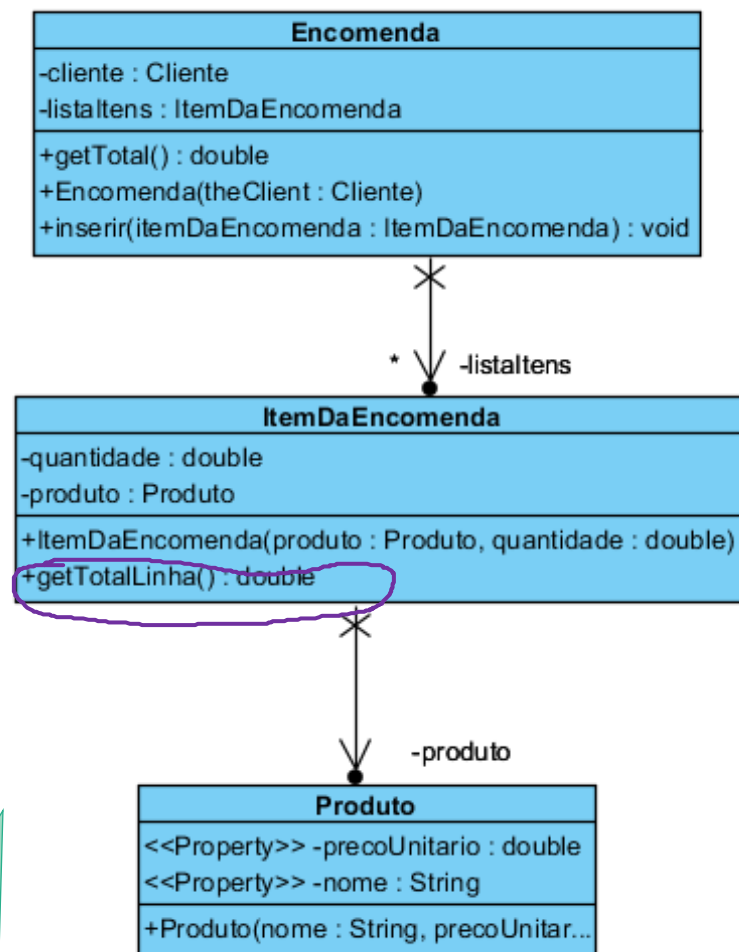 Encomenda
-cliente : Cliente
-listaItens : ItemDaEncomenda
+getTotal() : double
+Encomenda(theClient : Cliente)
+inserir(itemDaEncomenda : ItemDaEncomenda) : void
* -listaItens
ItemDaEncomenda
-quantidade : double
-produto : Produto
+ItemDaEncomenda(produto : Produto, quantidade : double)
+getTotalLinha() : double
-produto
Produto
<<Property>> -precoUnitario : double
<<Property>> -nome : String
+Produto(nome : String, precoUnitar...